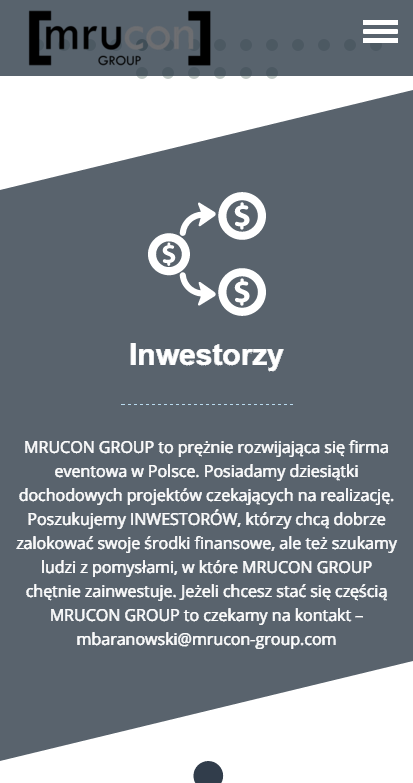 [mrucon]
GROUP
Inwestorzy
MRUCON GROUP to prężnie rozwijająca się firma
eventowa w Polsce. Posiadamy dziesiątki
dochodowych projektów czekających na realizację.
Poszukujemy INWESTORÓW, którzy chcą dobrze
zalokować swoje środki finansowe, ale też szukamy
ludzi z pomysłami, w które MRUCON GROUP
chętnie zainwestuje. Jeżeli chcesz stać się częścią
MRUCON GROUP to czekamy na kontakt –
mbaranowski@mrucon-group.com